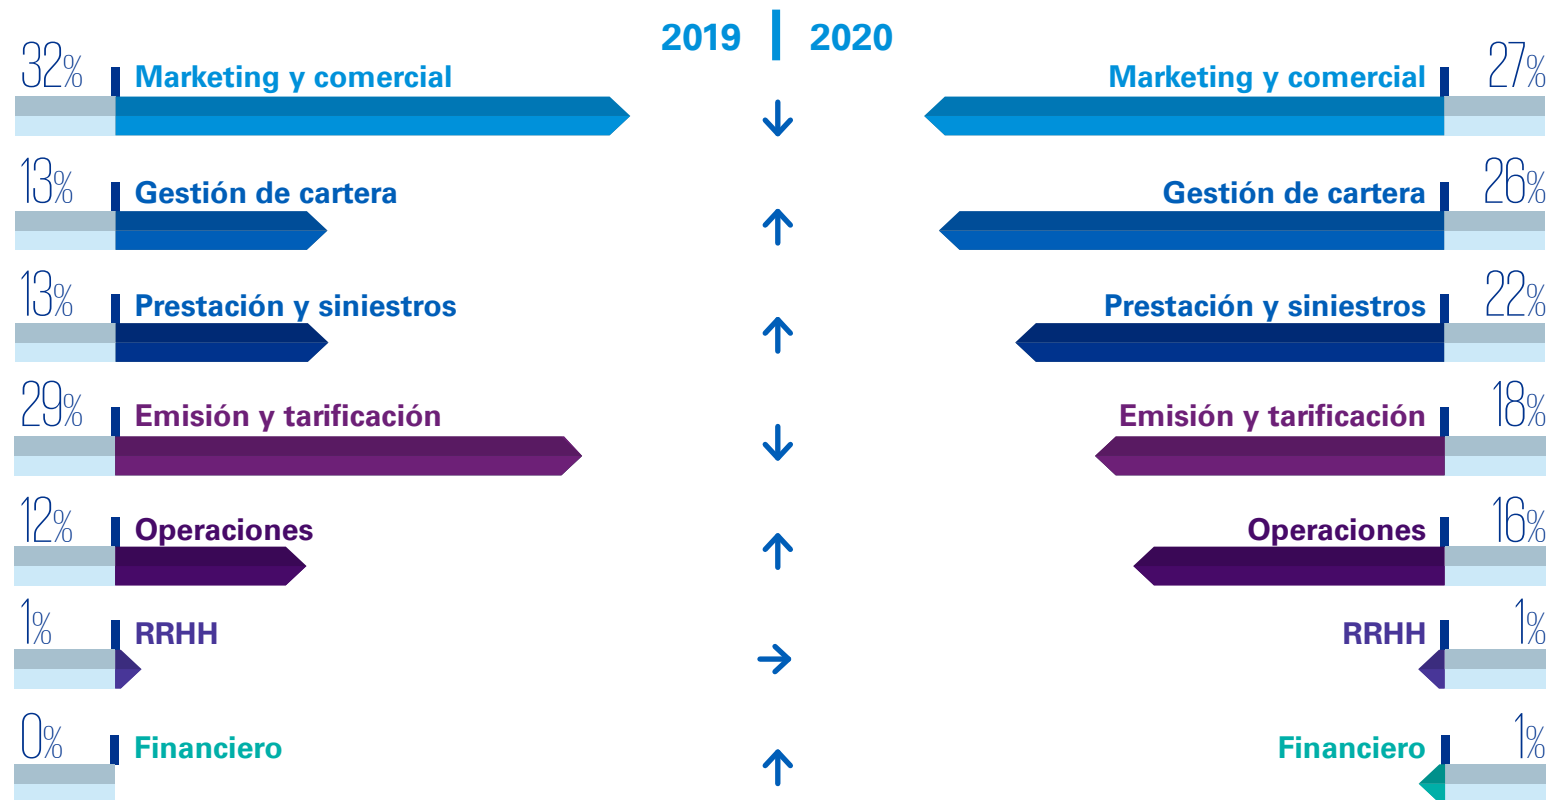 2019 | 2020
32% Marketing y comercial Marketing y comercial 27%
13% Gestión de cartera Gestión de cartera 26%
13% Prestación y siniestros Prestación y siniestros 22%
29% Emisión y tarificación Emisión y tarificación 18%
12% Operaciones Operaciones 16%
1% RRHH RRHH 1%
0% Financiero Financiero 1%